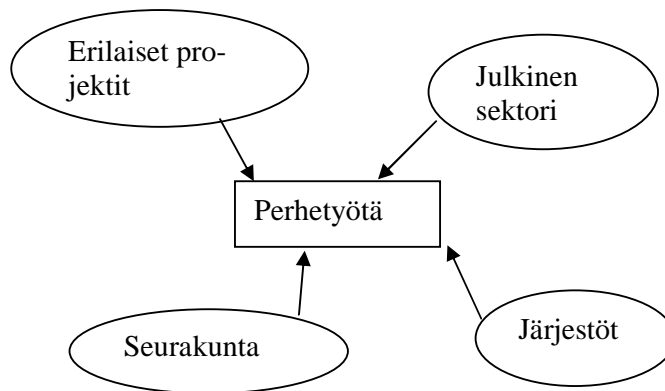 Erilaiset pro-
jektit
Julkinen
sektori
Perhetyötä
Seurakunta
Järjestöt